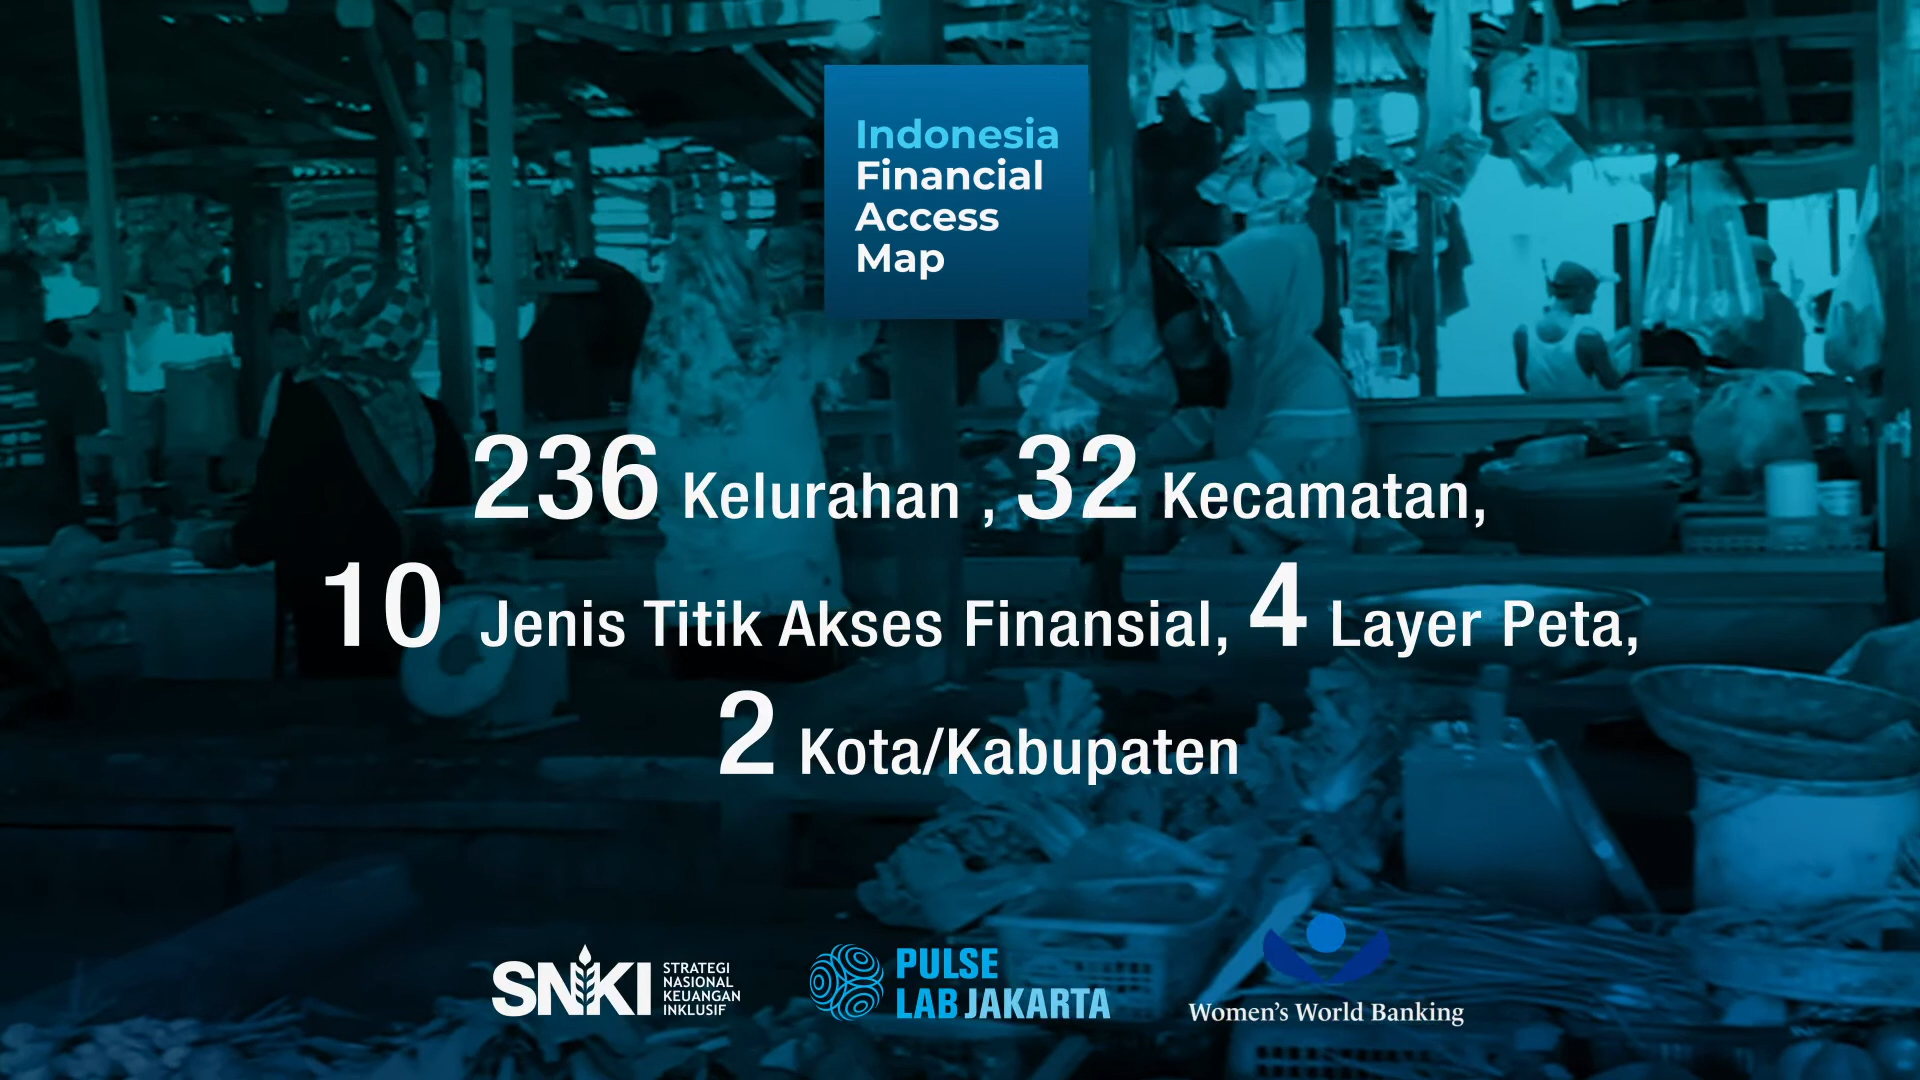 Indonesia
Financial
Access
Map
236 Kelurahan , 32 Kecamatan,
10 Jenis Titik Akses Finansial, 4 Layer Peta,
2 Kota/Kabupaten
SNKI
STRATEGI
NASIONAL
KEUANGAN
INKLUSIF
PULSE
LAB JAKARTA
Women's World Banking